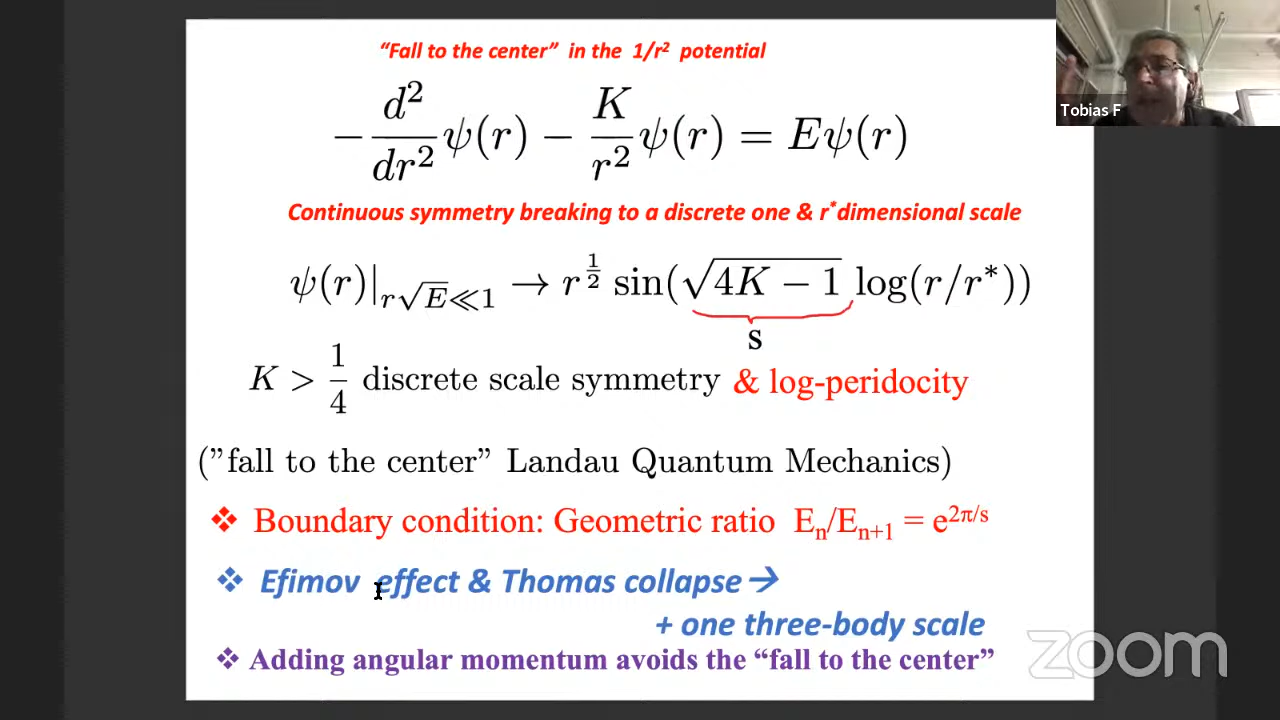 “Fall to the center” in the 1/r² potential
Tobias F
−d²/dr² ψ(r) − K/r² ψ(r) = Eψ(r)
Continuous symmetry breaking to a discrete one & r* dimensional scale
ψ(r)|r√E≪1 → r^1/2 sin(√4K − 1 log(r/r*))
s
K > 1/4 discrete scale symmetry & log-peridocity
("fall to the center" Landau Quantum Mechanics)
❖ Boundary condition: Geometric ratio Eₙ/Eₙ₊₁ = e^2π/s
❖ Efimov effect & Thomas collapse→
+ one three-body scale
❖ Adding angular momentum avoids the “fall to the center”
zoom